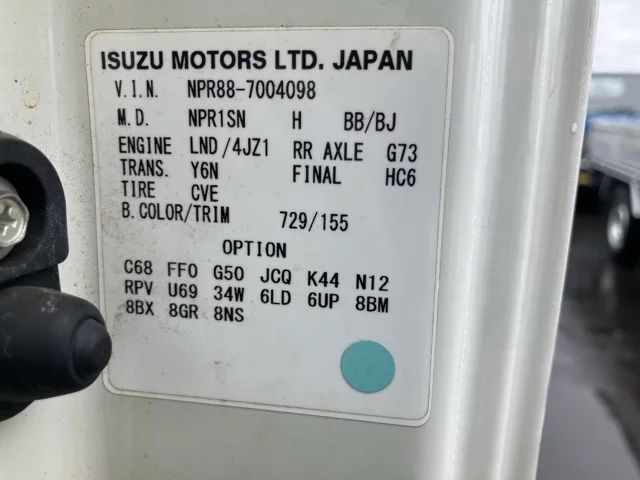 ISUZU MOTORS LTD. JAPAN
V.I.N. NPR88-7004098
M.D. NPR1SN H BB/BJ
ENGINE LND/4JZ1 RR AXLE G73
TRANS. Y6N FINAL HC6
TIRE CVE
B.COLOR/TRIM 729/155
OPTION
C68 FF0 G50 JCQ K44 N12
RPV U69 34W 6LD 6UP 8BM
8BX 8GR 8NS